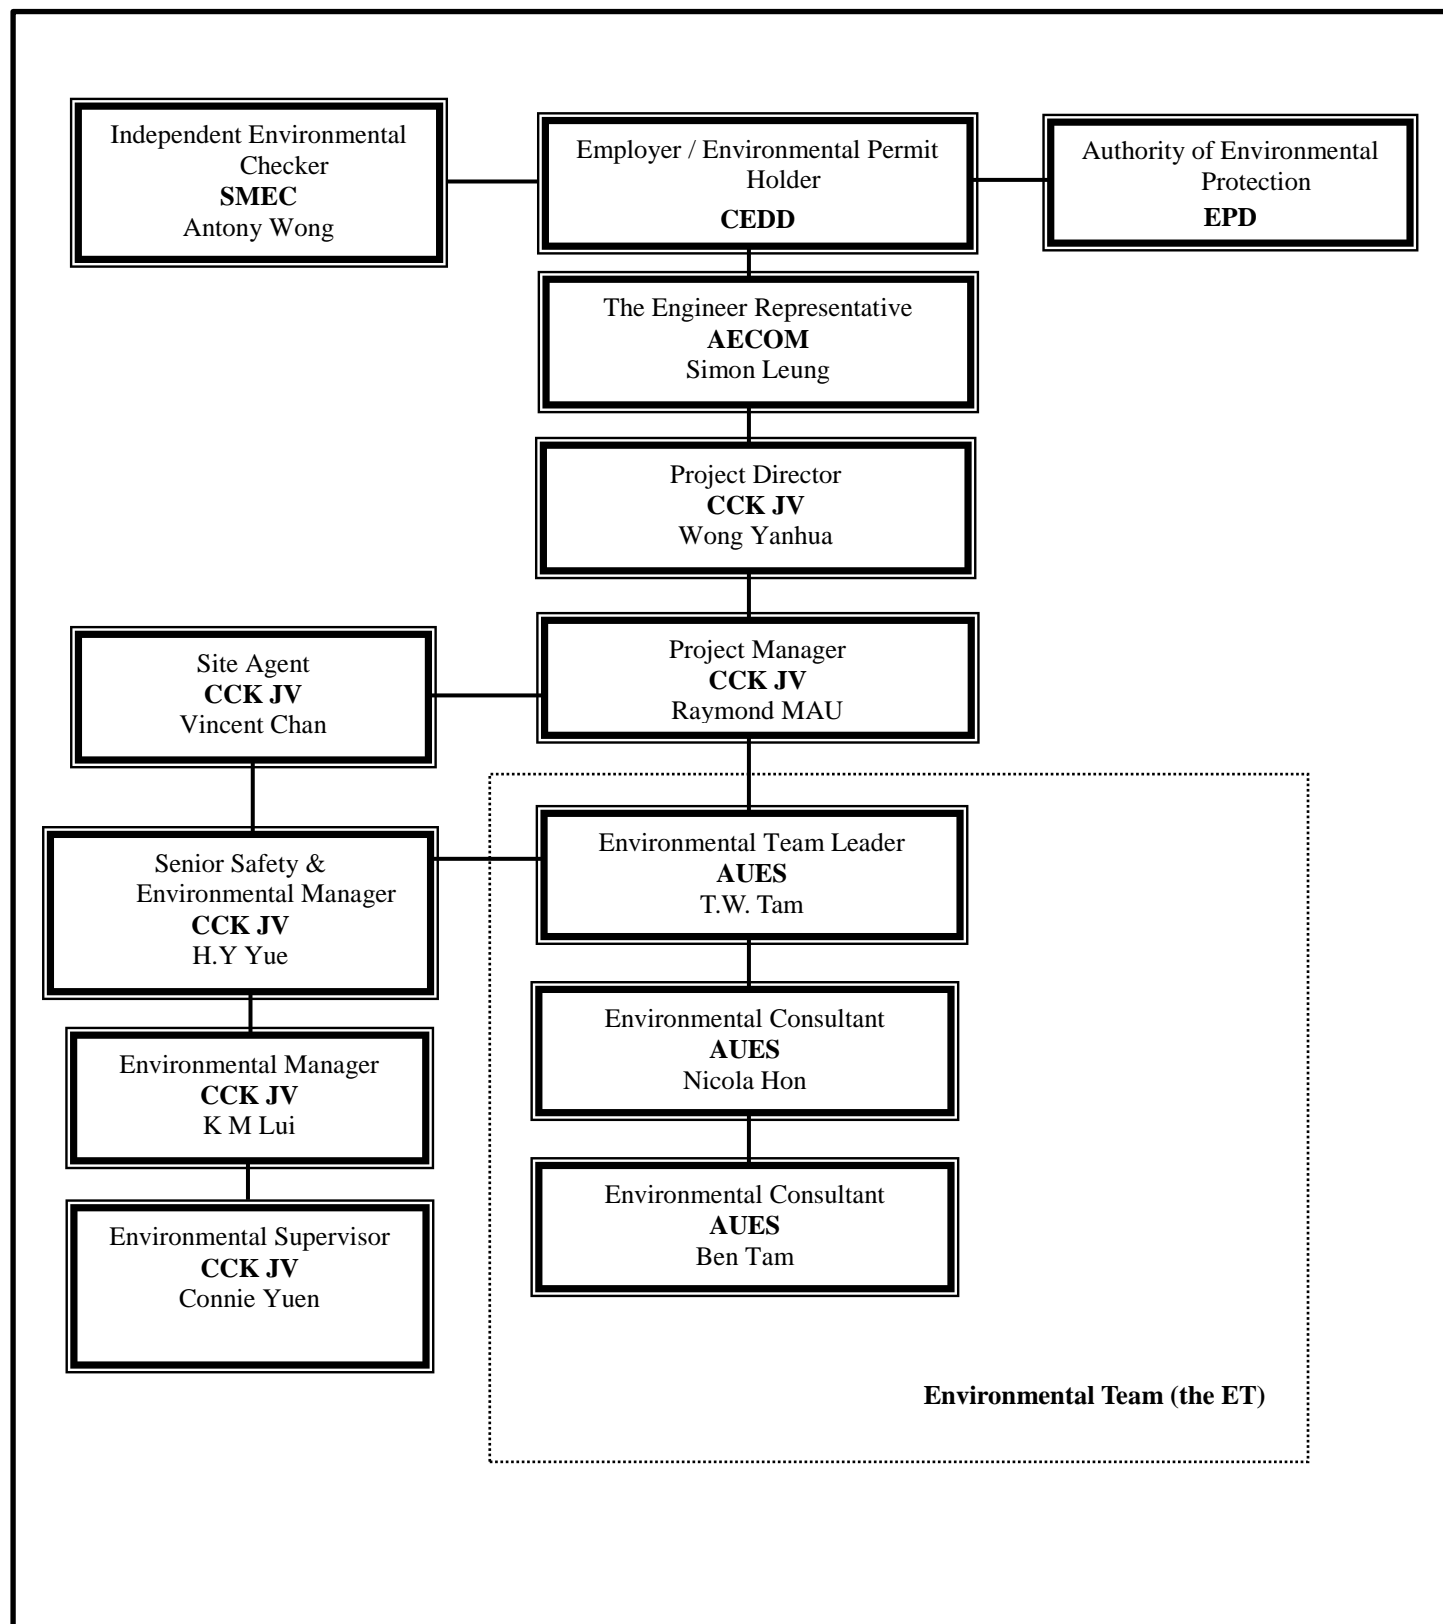 Independent Environmental
Checker
SMEC
Antony Wong
Employer / Environmental Permit
Holder
CEDD
Authority of Environmental
Protection
EPD
The Engineer Representative
AECOM
Simon Leung
Project Director
CCK JV
Wong Yanhua
Site Agent
CCK JV
Vincent Chan
Project Manager
CCK JV
Raymond MAU
Senior Safety &
Environmental Manager
CCK JV
H.Y Yue
Environmental Team Leader
AUES
T.W. Tam
Environmental Manager
CCK JV
K M Lui
Environmental Consultant
AUES
Nicola Hon
Environmental Supervisor
CCK JV
Connie Yuen
Environmental Consultant
AUES
Ben Tam
Environmental Team (the ET)